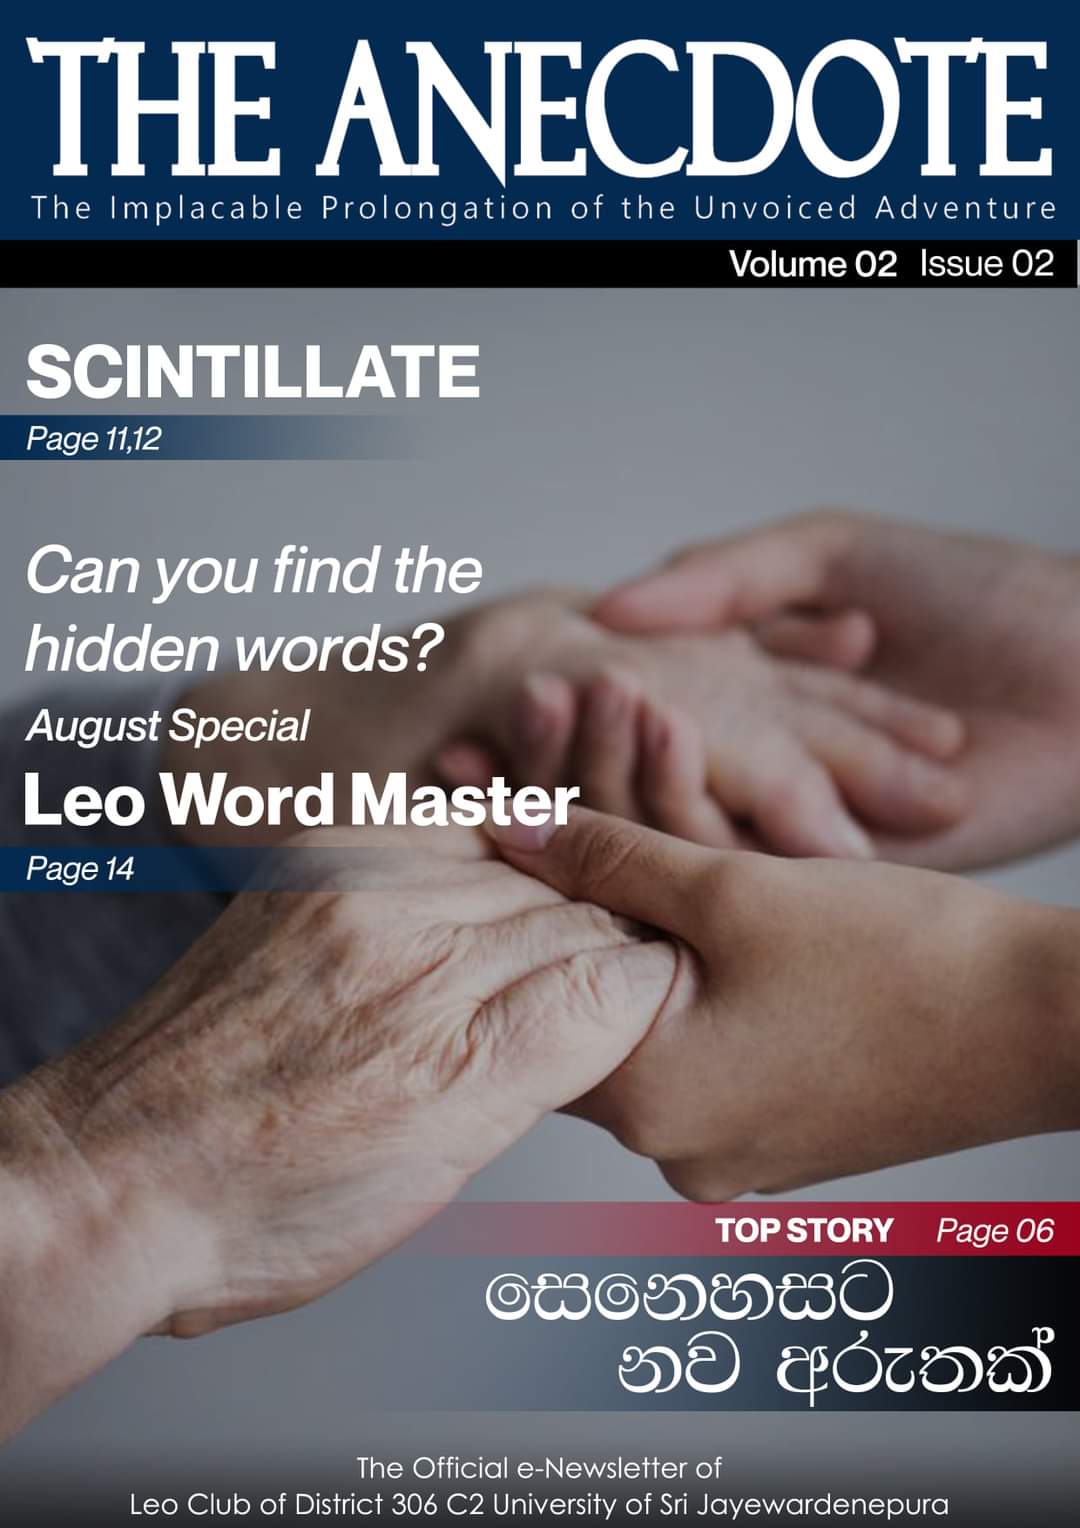 THE ANECDOTE
The Implacable Prolongation of the Unvoiced Adventure
Volume 02 Issue 02
SCINTILLATE
Page 11,12
Can you find the
hidden words?
August Special
Leo Word Master
Page 14
TOP STORY Page 06
සෙනෙහසට
නව අරුතක්
The Official e-Newsletter of
Leo Club of District 306 C2 University of Sri Jayewardenepura